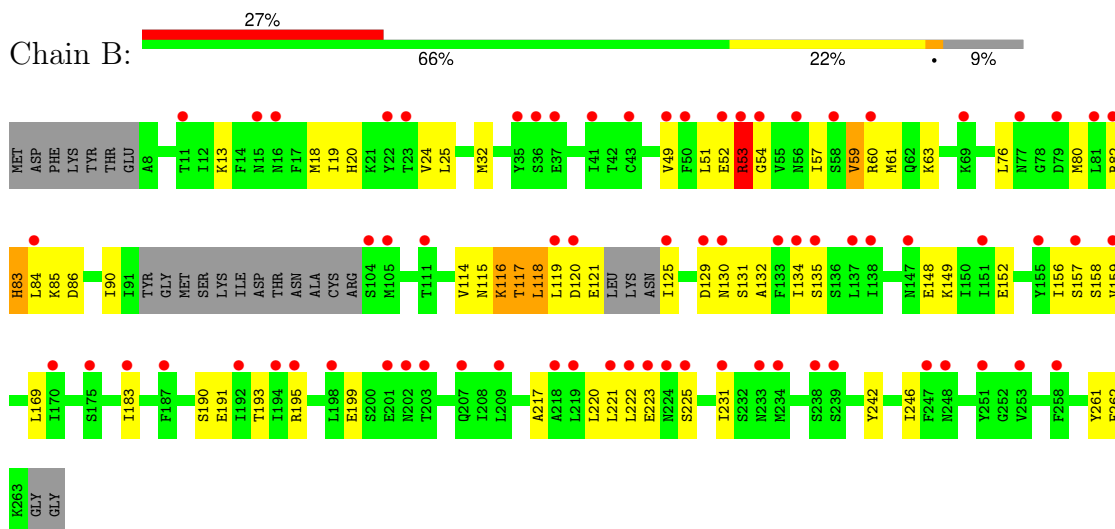 27%
Chain B:
66% 22% • 9%
MET ASP PHE LYS TYR THR GLU A8 T11 I12 K13 F14 N15 N16 F17 M18 I19 H20 K21 Y22 T23 V24 L25 M32 Y35 S36 E37 I41 T42 C43 V49 F50 L51 E52 R53 G54 V55 N56 I57 S58 V59 R60 M61 Q62 K63 K69 L76 N77 G78 D79 M80 L81 R82
H83 L84 K85 D86 I90 I91 TYR GLY MET SER LYS ILE ASP THR ASN ALA CYS ARG S104 M105 T111 V114 N115 K116 T117 L118 L119 D120 E121 LEU LYS ASN I125 D129 N130 S131 A132 F133 I134 S135 S136 L137 I138 N147 E148 K149 I150 I151 E152 Y155 I156 S157 S158 V159
L169 I170 S175 I183 F187 S190 E191 I192 T193 I194 R195 L198 E199 S200 E201 N202 T203 Q207 I208 L209 A217 A218 L219 L220 L221 L222 E223 N224 S225 I231 S232 N233 M234 S238 S239 Y242 I246 F247 N248 Y251 G252 V253 F258 Y261
K263 GLY GLY